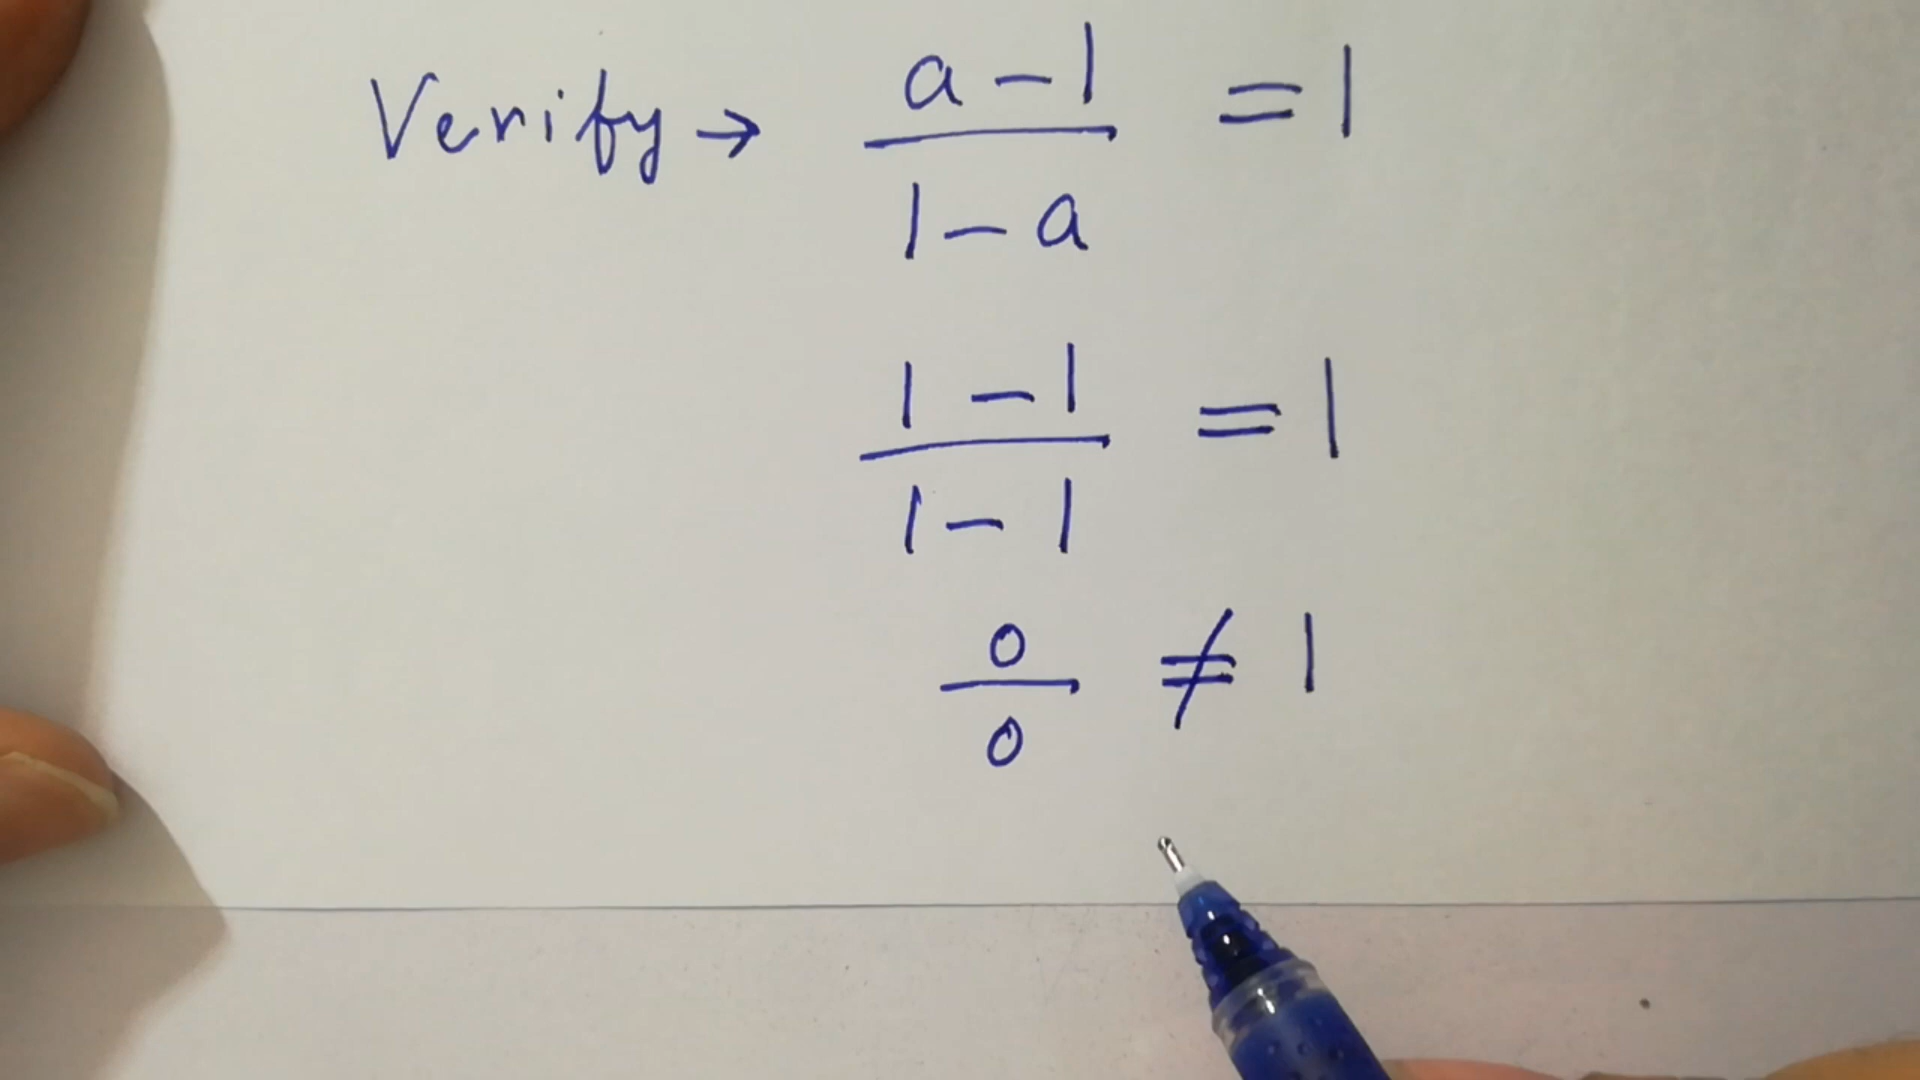 Verify → a - 1 / 1 - a = 1
1 - 1 / 1 - 1 = 1
0 / 0 ≠ 1